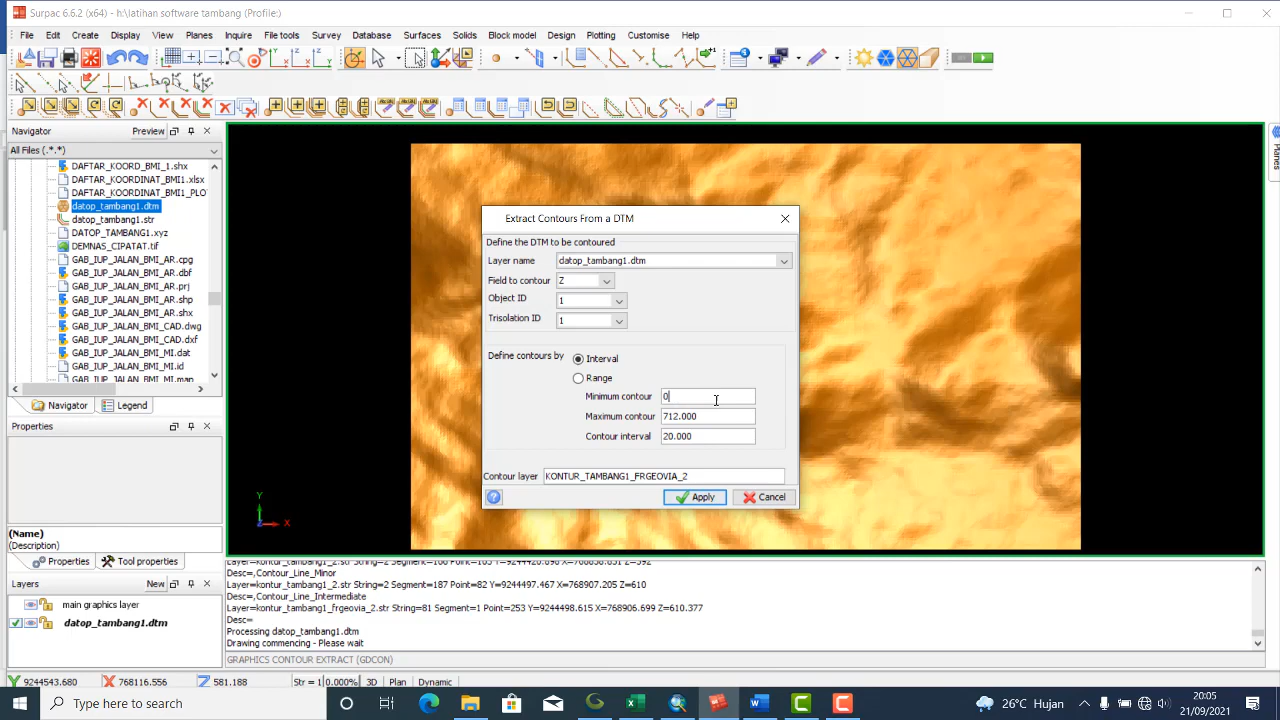 Surpac 6.6.2 (x64) - h:\latihan software tambang (Profile:)
File Edit Create Display View Planes Inquire File tools Survey Database Surfaces Solids Block model Design Plotting Customise Help
Navigator Preview
All Files (*.*)
DAFTAR_KOORD_BMI_1.shx
DAFTAR_KOORDINAT_BMI1.xlsx
DAFTAR_KOORDINAT_BMI1_PLO
datop_tambang1.dtm
datop_tambang1.str
DATOP_TAMBANG1.xyz
DEMNAS_CIPATAT.tif
GAB_IUP_JALAN_BMI_AR.cpg
GAB_IUP_JALAN_BMI_AR.dbf
GAB_IUP_JALAN_BMI_AR.prj
GAB_IUP_JALAN_BMI_AR.shp
GAB_IUP_JALAN_BMI_AR.shx
GAB_IUP_JALAN_BMI_CAD.dwg
GAB_IUP_JALAN_BMI_CAD.dxf
GAB_IUP_JALAN_BMI_MI.dat
GAB_IUP_JALAN_BMI_MI.id
GAB_IUP_JALAN_BMI_MI.map
Navigator Legend
Properties
(Name)
(Description)
Properties Tool properties
Layers New
main graphics layer
datop_tambang1.dtm
Planes
Y
Z X
Extract Contours From a DTM
Define the DTM to be contoured
Layer name datop_tambang1.dtm
Field to contour Z
Object ID 1
Trisolation ID 1
Define contours by Interval
Range
Minimum contour 0
Maximum contour 712.000
Contour interval 20.000
Contour layer KONTUR_TAMBANG1_FRGEOVIA_2
Apply Cancel
Desc=,Contour_Line_Minor
Layer=kontur_tambang1_2.str String=2 Segment=187 Point=82 Y=9244497.467 X=768907.205 Z=610
Desc=,Contour_Line_Intermediate
Layer=kontur_tambang1_frgeovia_2.str String=81 Segment=1 Point=253 Y=9244498.615 X=768906.699 Z=610.377
Desc=
Processing datop_tambang1.dtm
Drawing commencing - Please wait
GRAPHICS CONTOUR EXTRACT (GDCON)
Y 9244543.680 X 768116.556 Z 581.188 Str = 1 0.000% 3D Plan Dynamic
Type here to search
26°C Hujan
20:05
21/09/2021